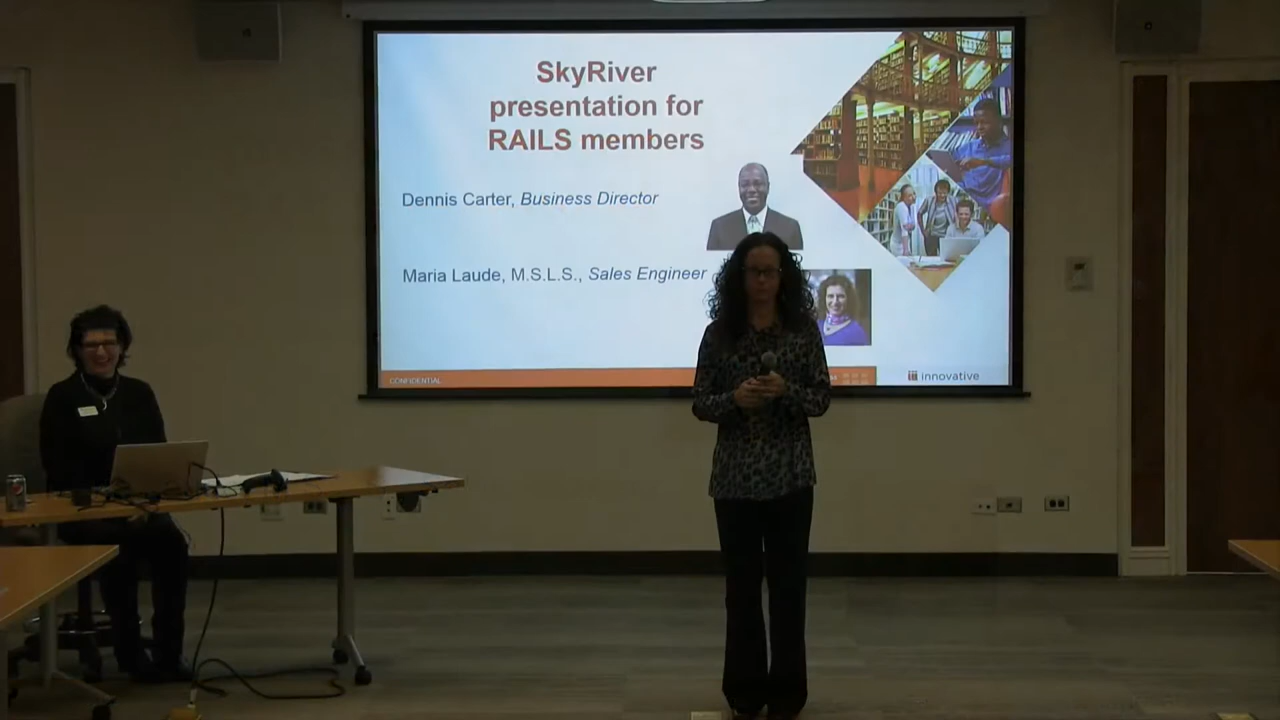 SkyRiver
presentation for
RAILS members
Dennis Carter, Business Director
Maria Laude, M.S.L.S., Sales Engineer
CONFIDENTIAL
innovative